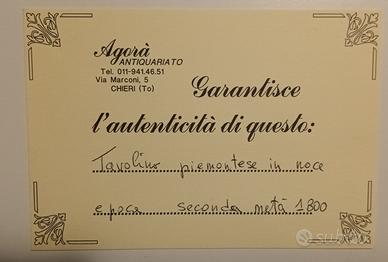 Agorà
ANTIQUARIATO
Tel. 011-941.46.51
Via Marconi, 5
CHIERI (To)
Garantisce
l'autenticità di questo:
Tavolino piemontese in noce
epoca seconda metà 1800
SUBITO